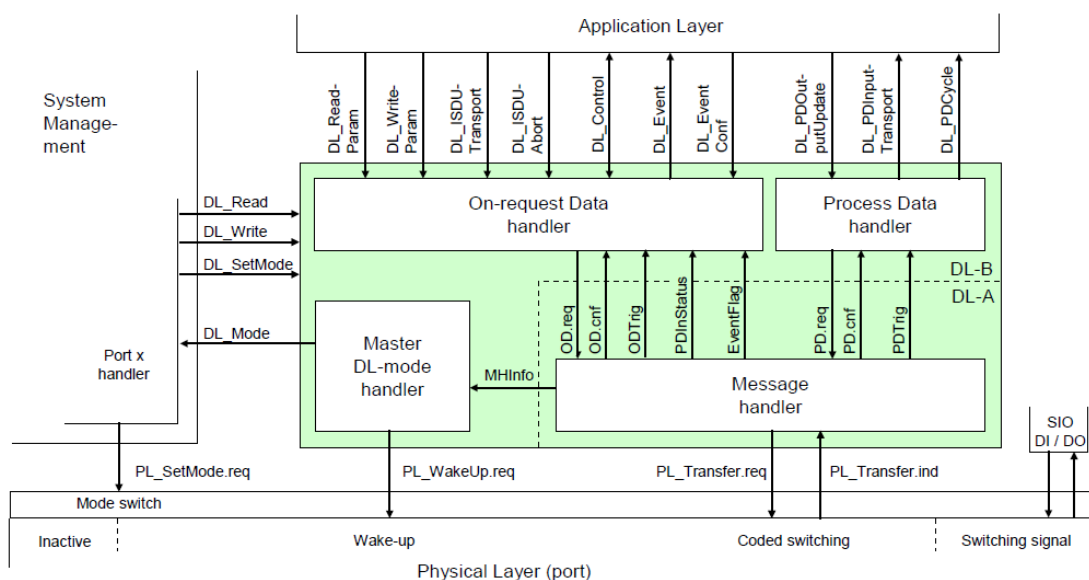 Application Layer
System
Manage-
ment
DL_Read-
Param
DL_Write-
Param
DL_ISDU-
Transport
DL_ISDU-
Abort
DL_Control
DL_Event
DL_Event
Conf
DL_PDOut-
putUpdate
DL_PDInput-
Transport
DL_PDCycle
On-request Data
handler
Process Data
handler
DL_Read
DL_Write
DL_SetMode
DL_Mode
DL-B
DL-A
OD.req
OD.cnf
ODTrig
PDInStatus
EventFlag
PD.req
PD.cnf
PDTrig
Port x
handler
Master
DL-mode
handler
MHInfo
Message
handler
SIO
DI / DO
PL_SetMode.req
PL_WakeUp.req
PL_Transfer.req
PL_Transfer.ind
Mode switch
Inactive
Wake-up
Coded switching
Switching signal
Physical Layer (port)